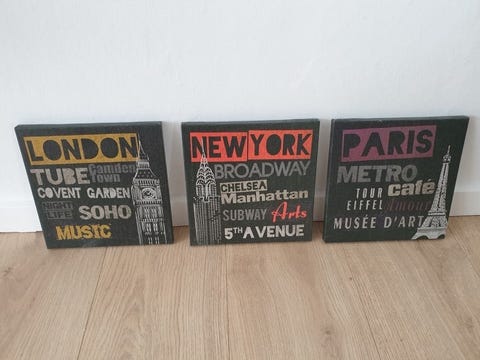 LONDON
TUBE Camden Town
COVENT GARDEN
NIGHT LIFE SOHO
MUSIC
NEW YORK
BROADWAY
CHELSEA
Manhattan
SUBWAY Arts
5TH AVENUE
PARIS
METRO
TOUR café
EIFFEL Amour
MUSÉE D'ART